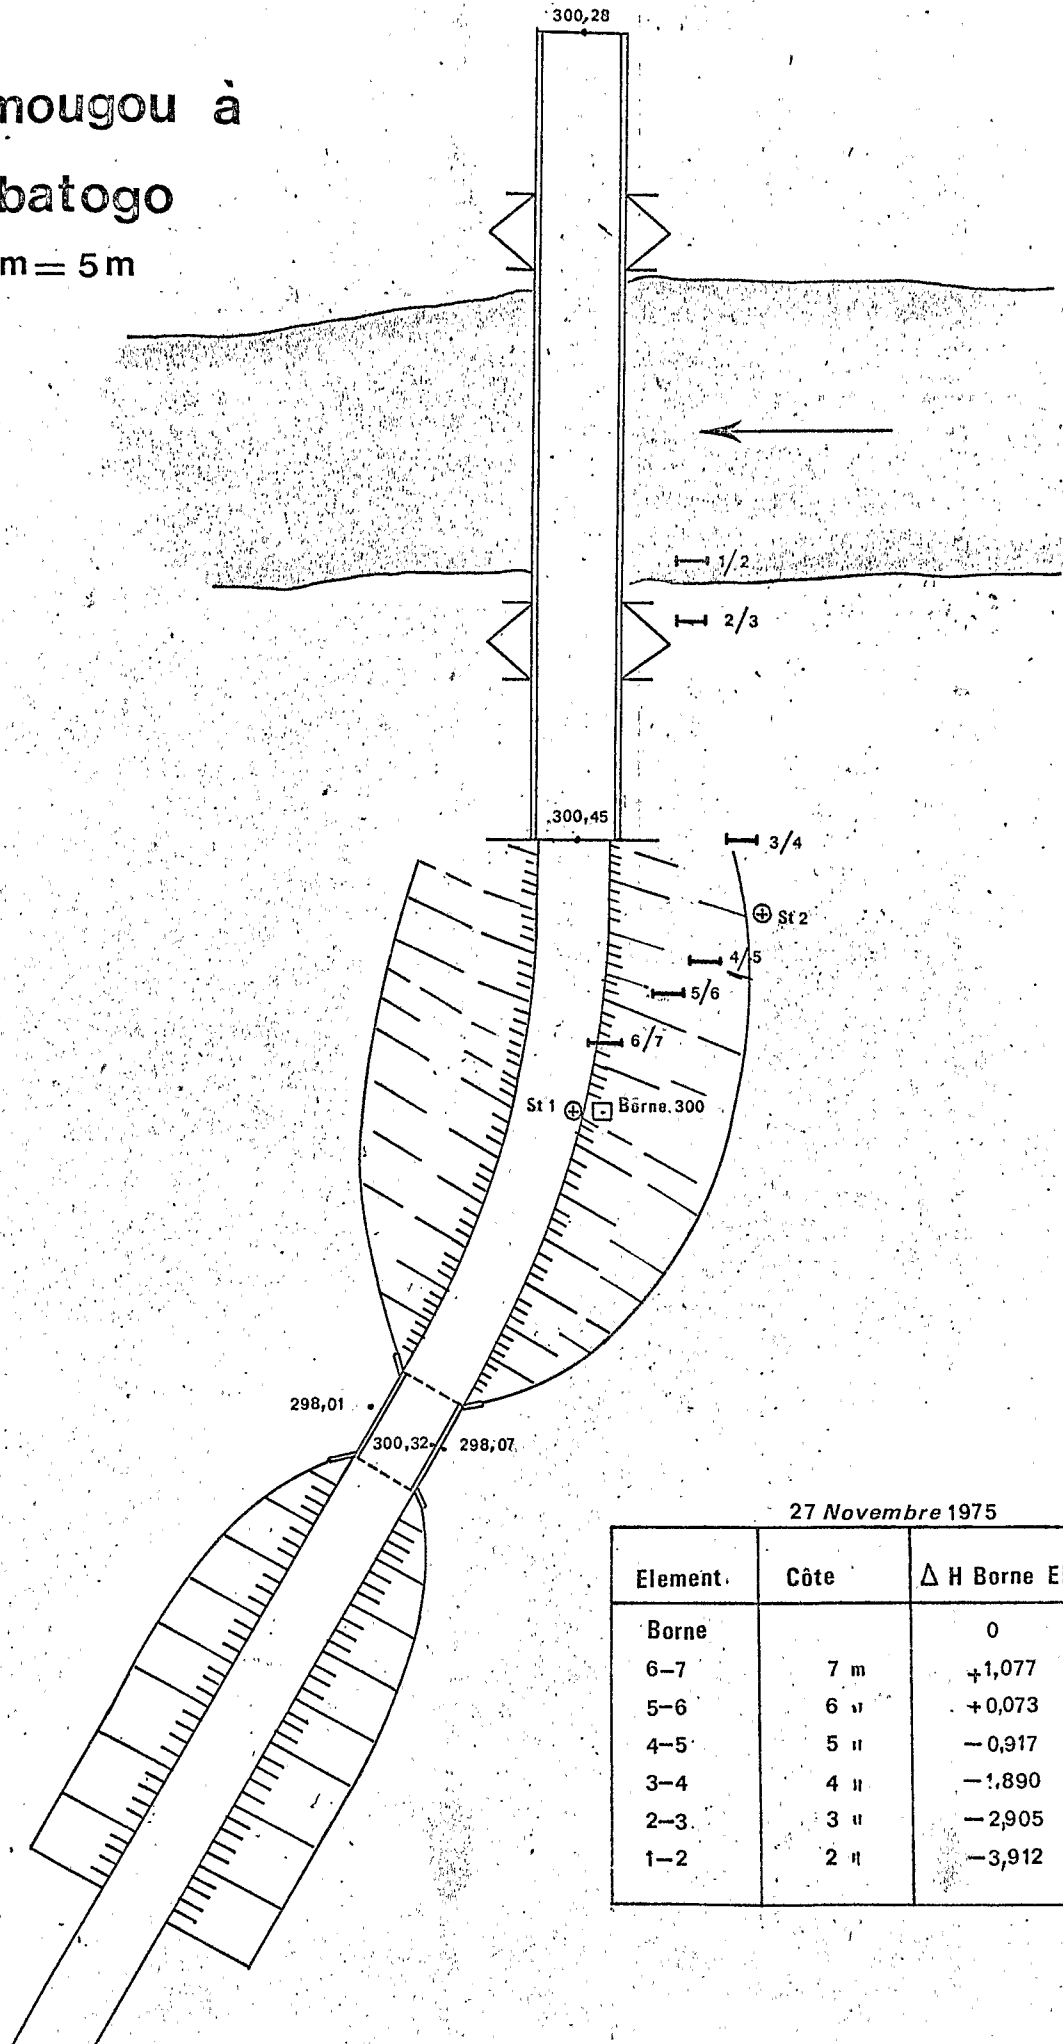 300,28
mougou à
batogo
m = 5 m
1/2
2/3
300,45
3/4
St 2
4/5
5/6
6/7
St 1
Borne. 300
298,01
300,32
298,07
27 Novembre 1975
Element. Côte Δ H Borne E
Borne 0
6-7 7 m +1,077
5-6 6 " +0,073
4-5 5 " -0,917
3-4 4 " -1,890
2-3 3 " -2,905
1-2 2 " -3,912